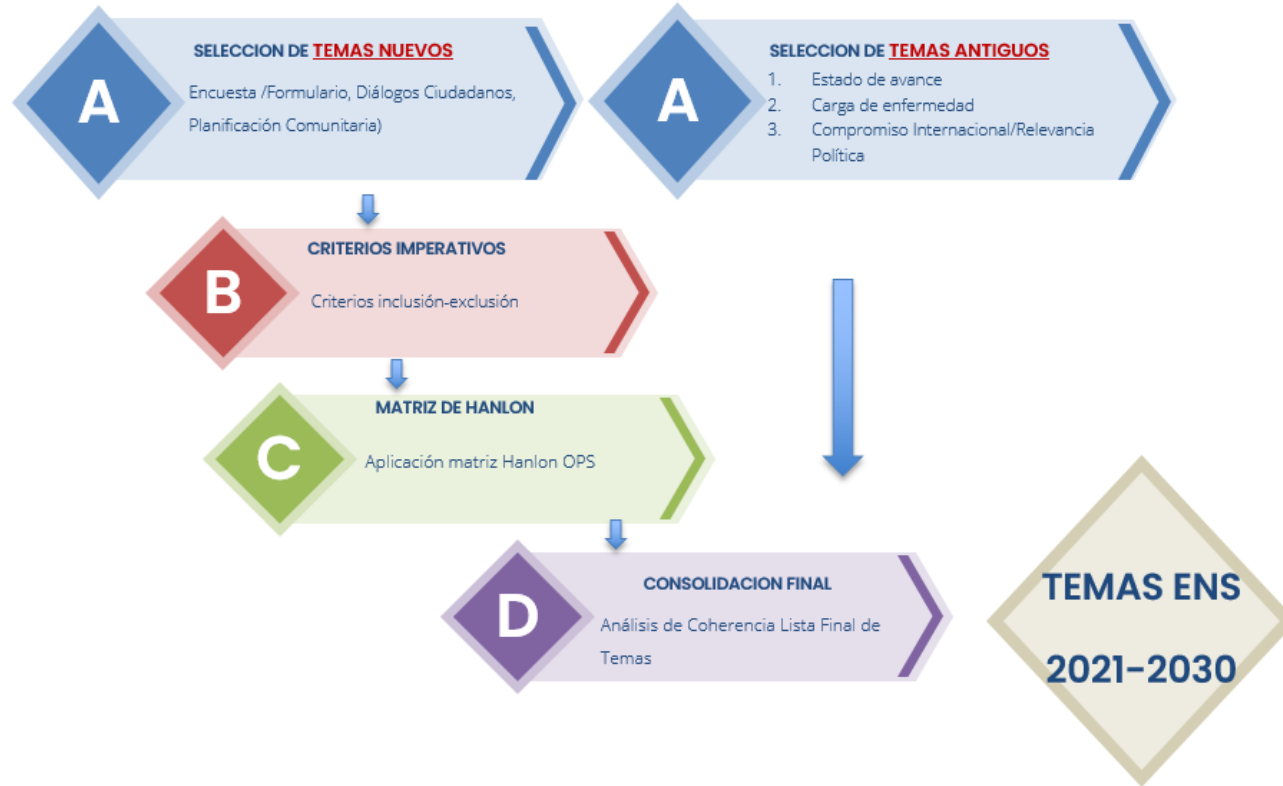 A
SELECCION DE TEMAS NUEVOS
Encuesta /Formulario, Diálogos Ciudadanos,
Planificación Comunitaria)
A
SELECCION DE TEMAS ANTIGUOS
1. Estado de avance
2. Carga de enfermedad
3. Compromiso Internacional/Relevancia
Política
B
CRITERIOS IMPERATIVOS
Criterios inclusión-exclusión
C
MATRIZ DE HANLON
Aplicación matriz Hanlon OPS
D
CONSOLIDACION FINAL
Análisis de Coherencia Lista Final de
Temas
TEMAS ENS
2021-2030